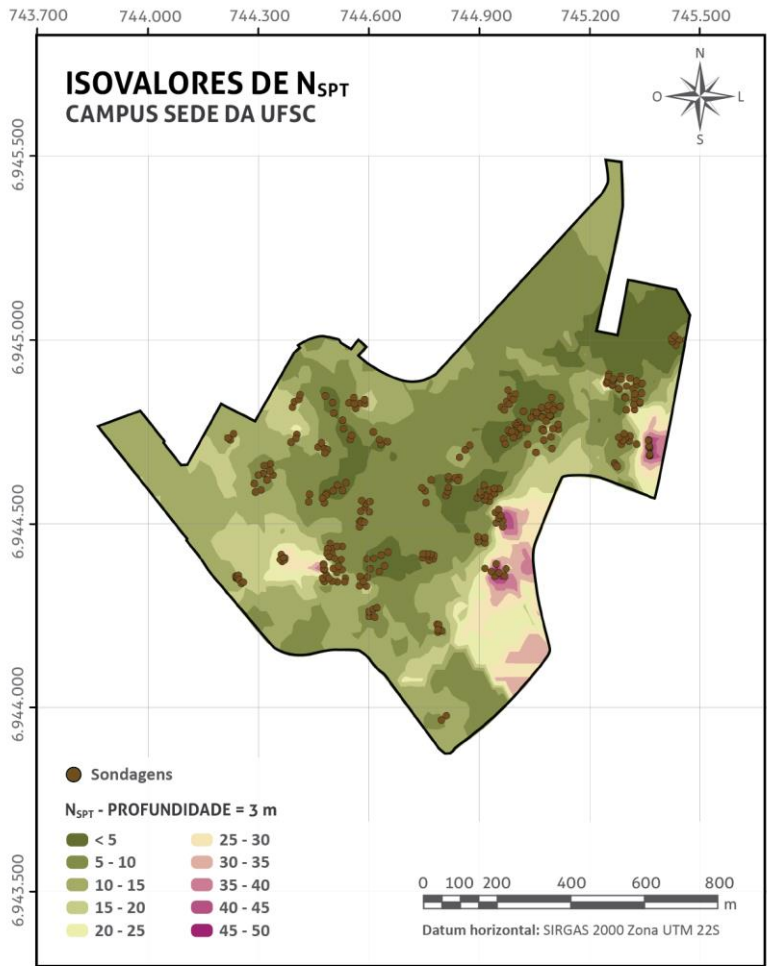 743.700 744.000 744.300 744.600 744.900 745.200 745.500
ISOVALORES DE NSPT
CAMPUS SEDE DA UFSC
N
O L
S
6.945.500
6.945.000
6.944.500
6.944.000
6.943.500
Sondagens
NSPT - PROFUNDIDADE = 3 m
< 5
5 - 10
10 - 15
15 - 20
20 - 25
25 - 30
30 - 35
35 - 40
40 - 45
45 - 50
0 100 200 400 600 800
m
Datum horizontal: SIRGAS 2000 Zona UTM 22S